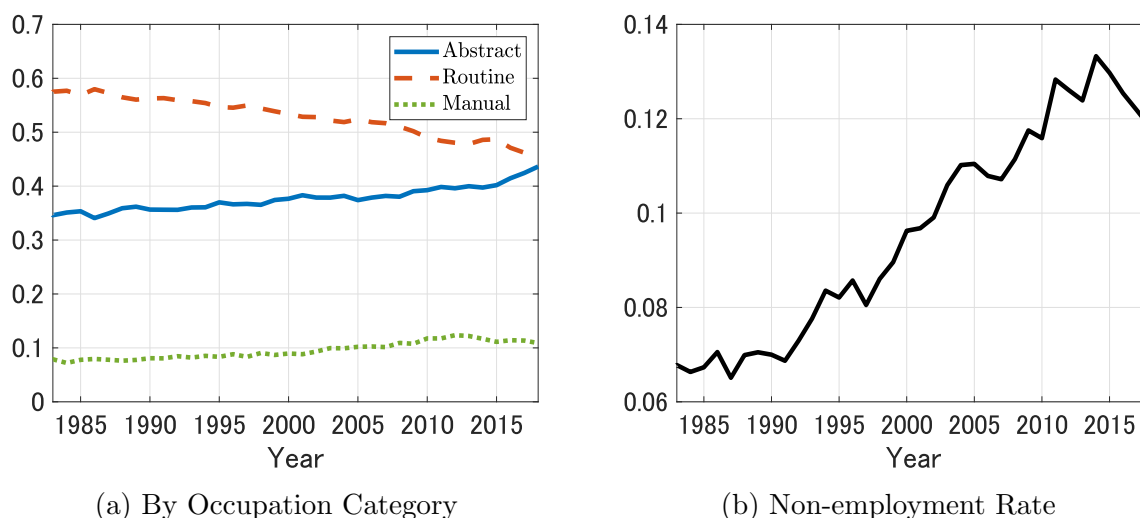 0.7
0.6
0.5
0.4
0.3
0.2
0.1
0
Abstract
Routine
Manual
1985 1990 1995 2000 2005 2010 2015
Year
(a) By Occupation Category
0.14
0.12
0.1
0.08
0.06
1985 1990 1995 2000 2005 2010 2015
Year
(b) Non-employment Rate